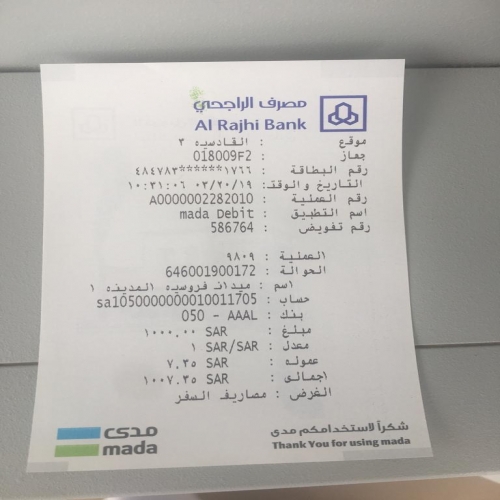 مصرف الراجحي
Al Rajhi Bank
موقع : القادسيه ٣
جهاز : 018009F2
رقم البطاقة : ٤٨٤٧٨٣******١٧٦٦
التاريخ والوقت: ٠٣/٢٠/١٩ ١٠:٣١:٠٦
رقم العملية : A0000002282010
اسم التطبيق : mada Debit
رقم تفويض : 586764
العملية : ٩٨٠٩
الحوالة : 646001900172
اسم : ميدان فروسيه المدينه ١
حساب : sa1050000000010011705
بنك : 050 - AAAL
مبلغ : ١٠٠٠.٠٠ SAR
معدل : ١ SAR/SAR
عموله : ٧.٣٥ SAR
اجمالى : ١٠٠٧.٣٥ SAR
الغرض : مصاريف السفر
شكراً لاستخدامكم مدى
Thank You for using mada
مدى
mada